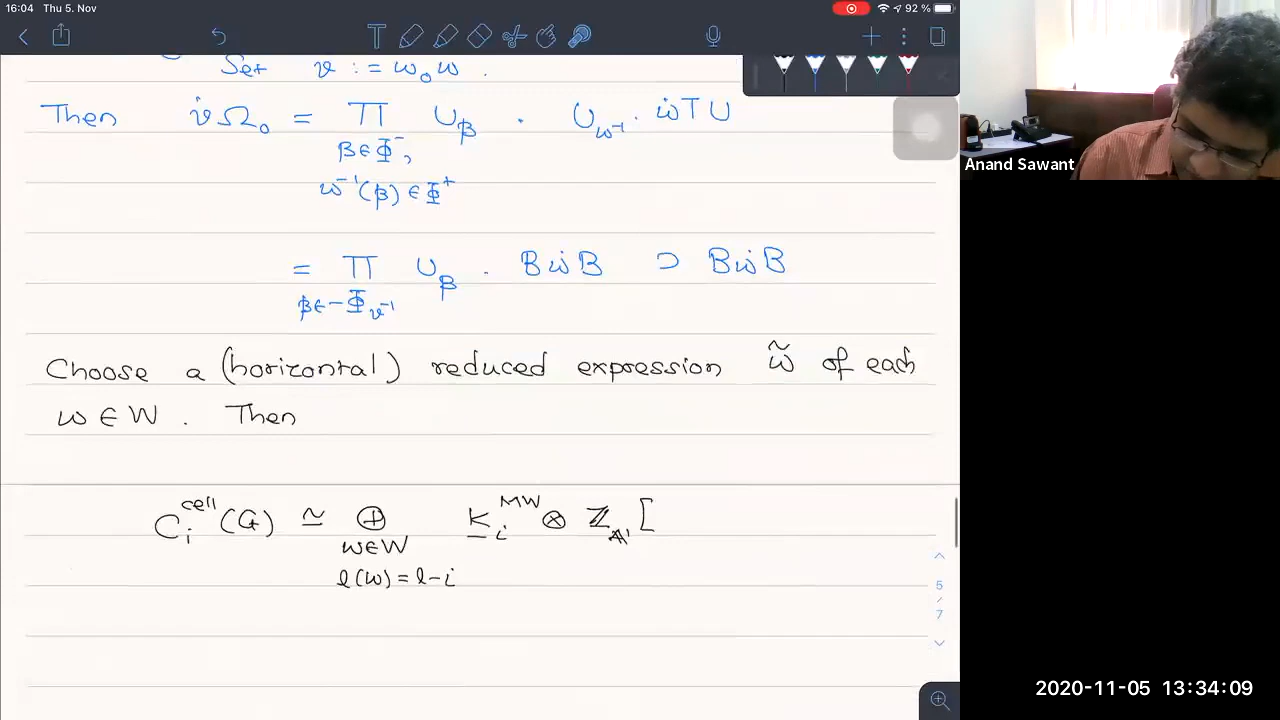 16:04 Thu 5. Nov
92 %
Set v := w₀w .
Then v̇Ω₀ = Π U_β · U_{w⁻¹} · ẇTU
β∈Φ⁻,
w⁻¹(β)∈Φ⁺
= Π U_β . BẇB ⊃ BẇB
β∈-Φ_{v⁻¹}
Choose a (horizontal) reduced expression w̃ of each
w∈W . Then
C_i^{cell}(G) ≃ ⊕ K_i^{MW} ⊗ ℤ_{A¹}[
w∈W
l(w)=l-i
5
/
7
Anand Sawant
2020-11-05 13:34:09